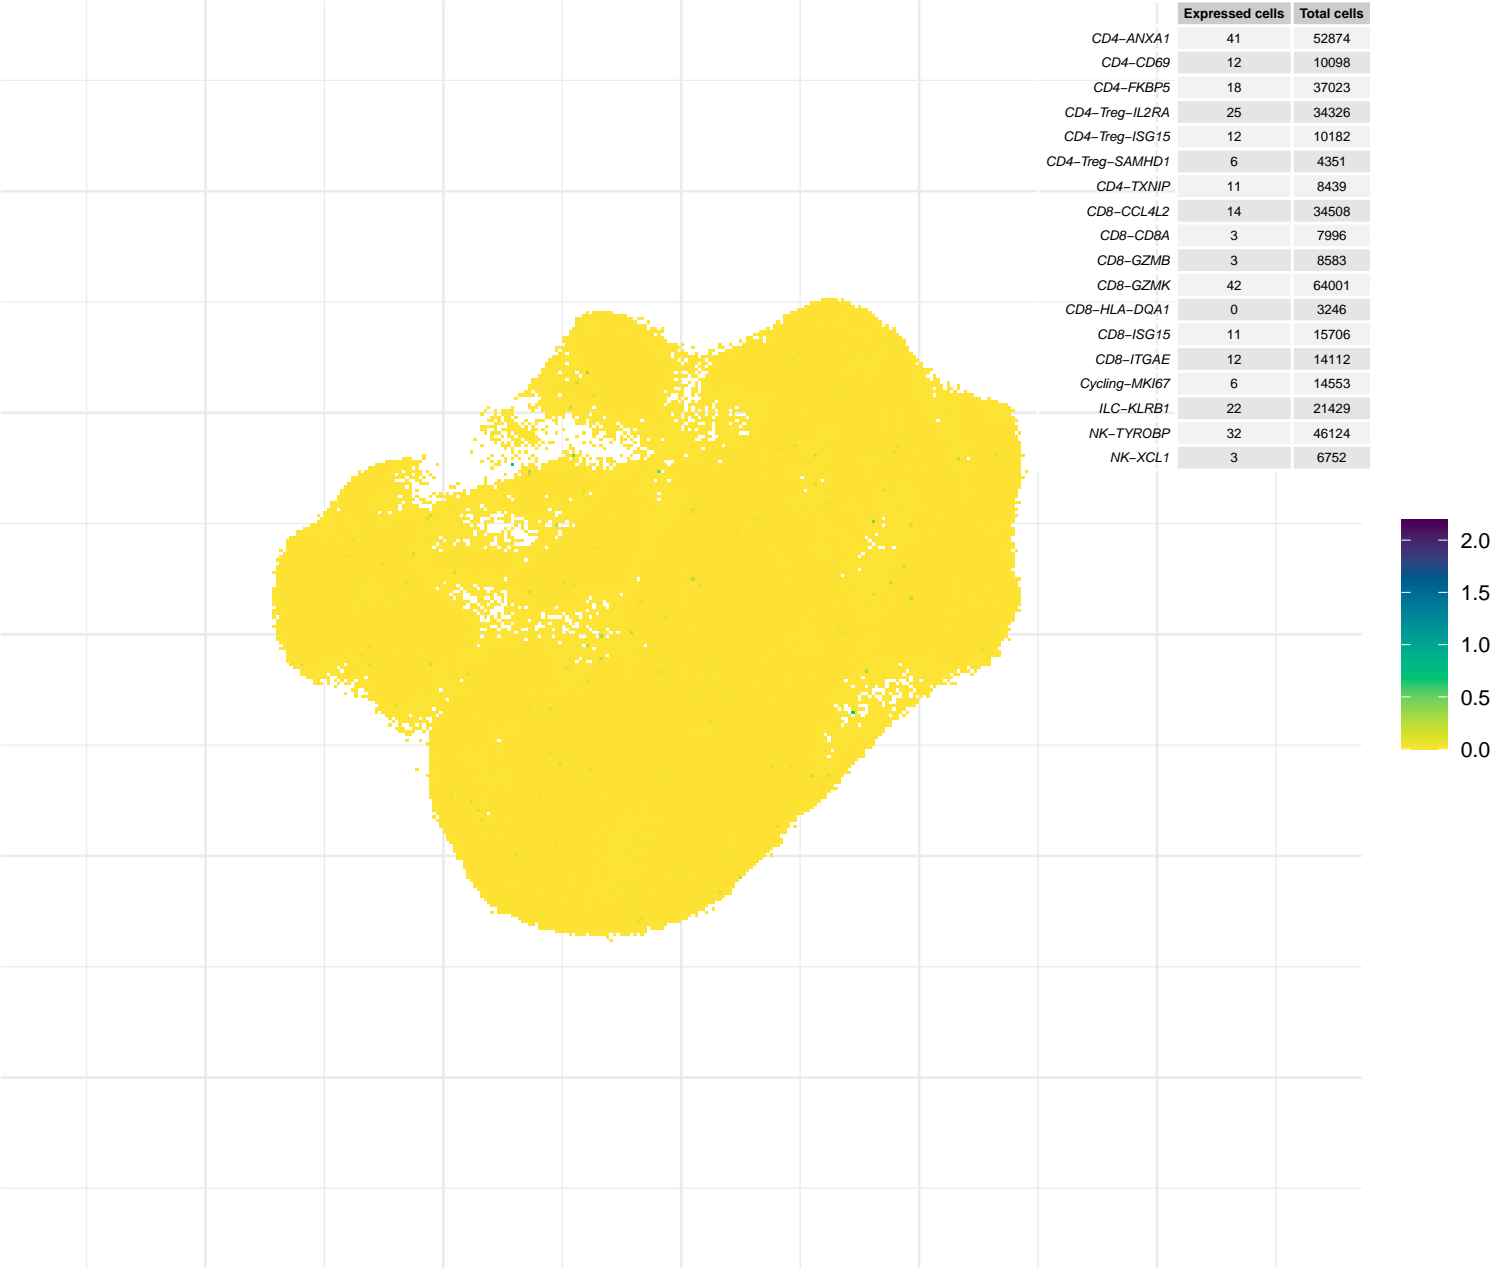 Expressed cells Total cells
CD4−ANXA1 41 52874
CD4−CD69 12 10098
CD4−FKBP5 18 37023
CD4−Treg−IL2RA 25 34326
CD4−Treg−ISG15 12 10182
CD4−Treg−SAMHD1 6 4351
CD4−TXNIP 11 8439
CD8−CCL4L2 14 34508
CD8−CD8A 3 7996
CD8−GZMB 3 8583
CD8−GZMK 42 64001
CD8−HLA−DQA1 0 3246
CD8−ISG15 11 15706
CD8−ITGAE 12 14112
Cycling−MKI67 6 14553
ILC−KLRB1 22 21429
NK−TYROBP 32 46124
NK−XCL1 3 6752
2.0
1.5
1.0
0.5
0.0